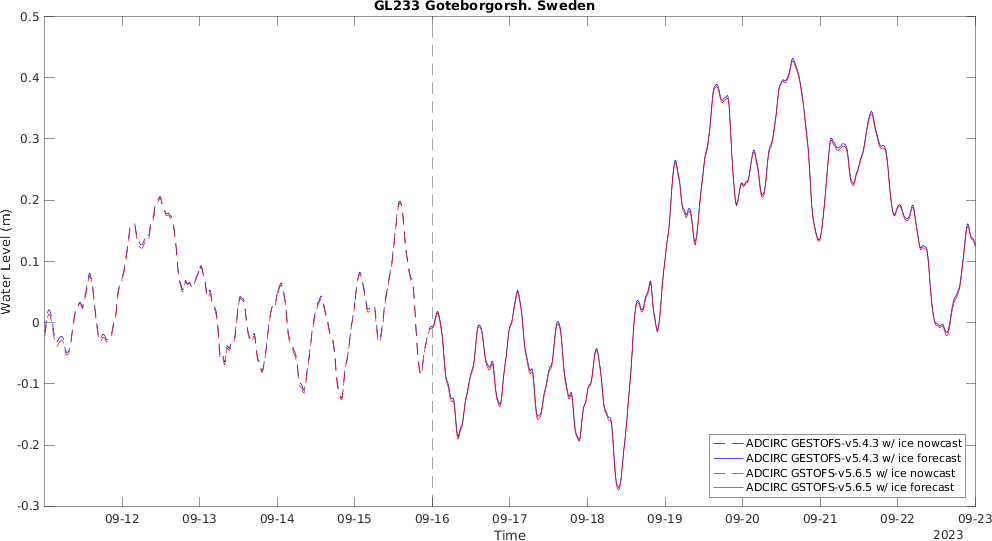 GL233 Goteborgorsh. Sweden
0.5
0.4
0.3
0.2
0.1
0
-0.1
-0.2
-0.3
Water Level (m)
ADCIRC GESTOFS-v5.4.3 w/ ice nowcast
ADCIRC GESTOFS-v5.4.3 w/ ice forecast
ADCIRC GSTOFS-v5.6.5 w/ ice nowcast
ADCIRC GSTOFS-v5.6.5 w/ ice forecast
09-12 09-13 09-14 09-15 09-16 09-17 09-18 09-19 09-20 09-21 09-22 09-23
Time
2023